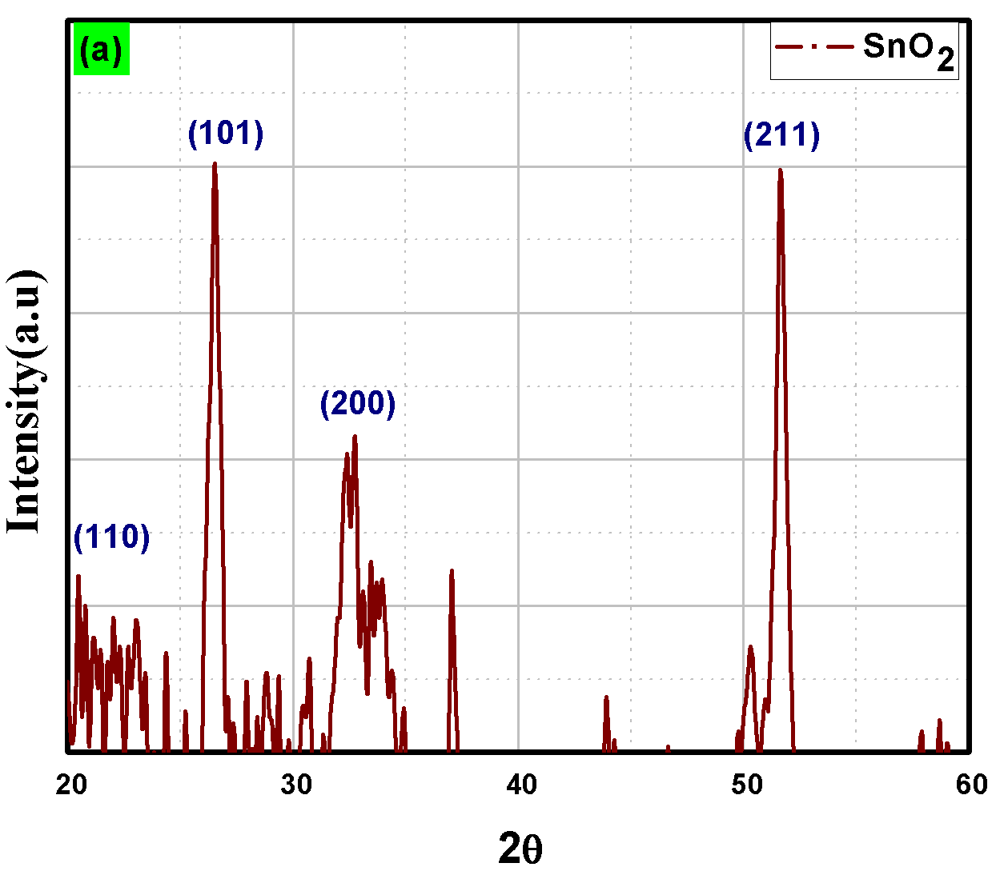 (a)
SnO2
(101)
(211)
(200)
(110)
Intensity(a.u)
20 30 40 50 60
2θ